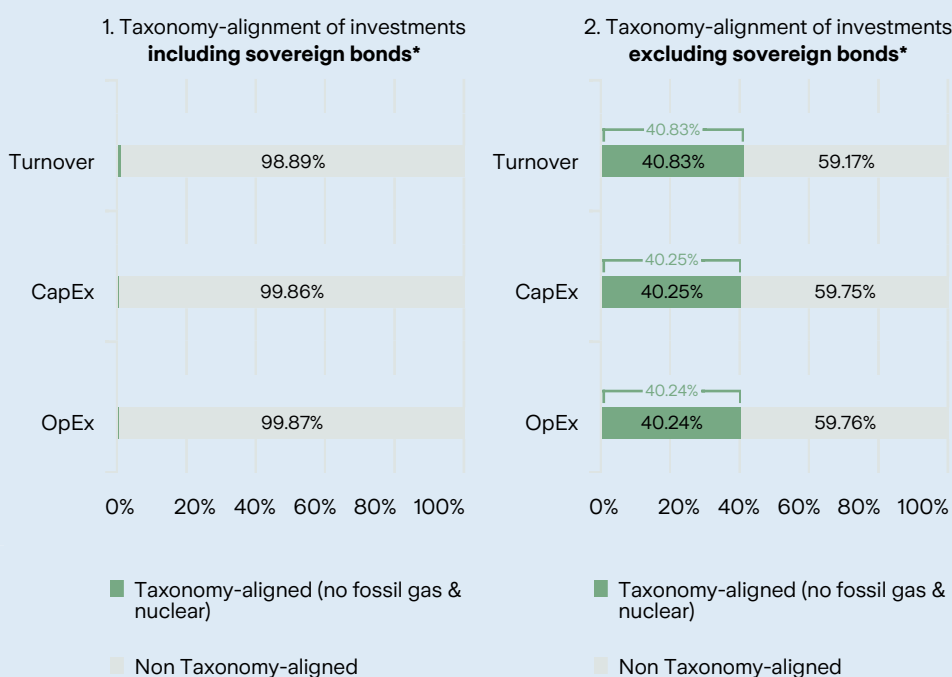 1. Taxonomy-alignment of investments
including sovereign bonds*
Turnover
98.89%
CapEx
99.86%
OpEx
99.87%
0% 20% 40% 60% 80% 100%
Taxonomy-aligned (no fossil gas &
nuclear)
Non Taxonomy-aligned
2. Taxonomy-alignment of investments
excluding sovereign bonds*
40.83%
Turnover
40.83% 59.17%
40.25%
CapEx
40.25% 59.75%
40.24%
OpEx
40.24% 59.76%
0% 20% 40% 60% 80% 100%
Taxonomy-aligned (no fossil gas &
nuclear)
Non Taxonomy-aligned